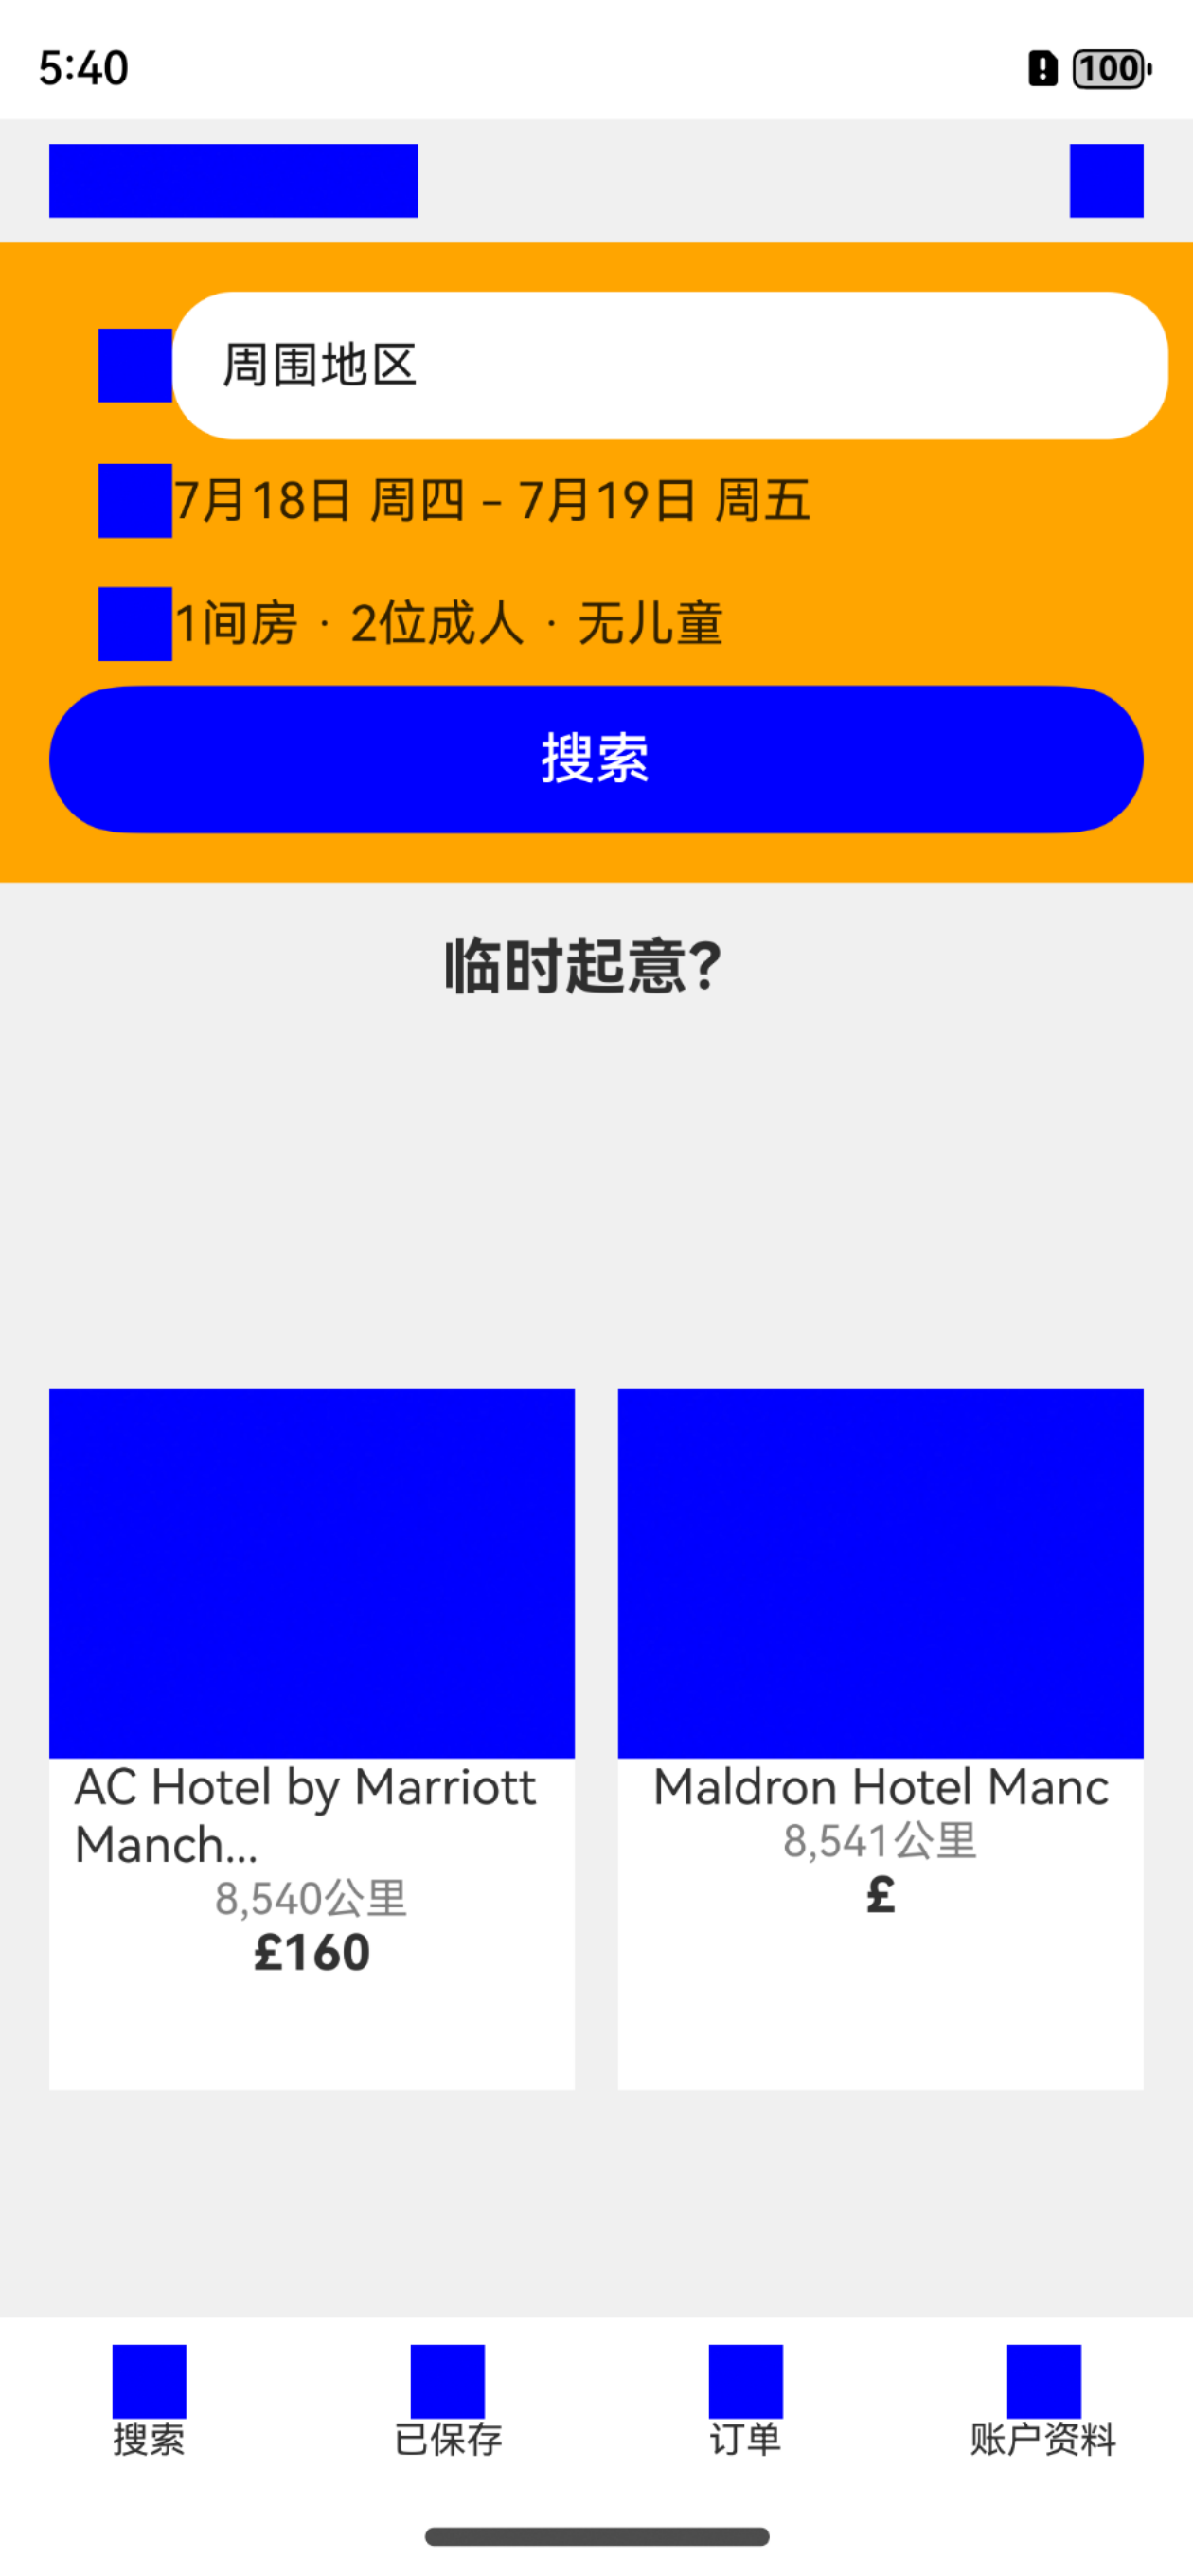 5:40
100
周围地区
7月18日 周四 - 7月19日 周五
1间房 · 2位成人 · 无儿童
搜索
临时起意?
AC Hotel by Marriott
Manch...
8,540公里
£160
Maldron Hotel Manc
8,541公里
£
搜索
已保存
订单
账户资料